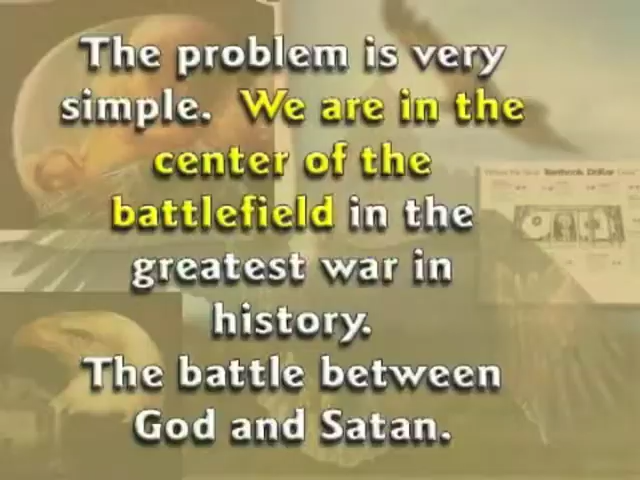 The problem is very
simple. We are in the
center of the
battlefield in the
greatest war in
history.
The battle between
God and Satan.